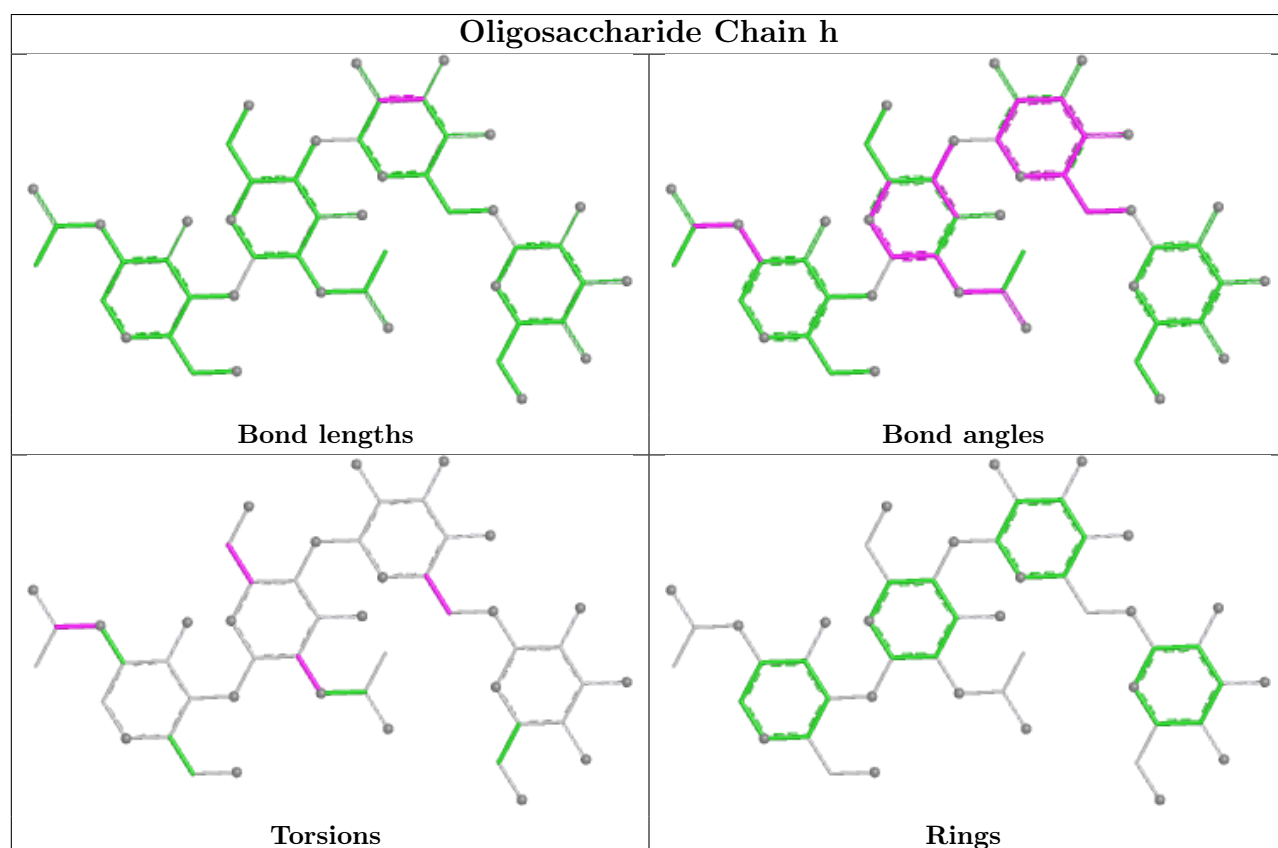 Oligosaccharide Chain h
Bond lengths
Bond angles
Torsions
Rings